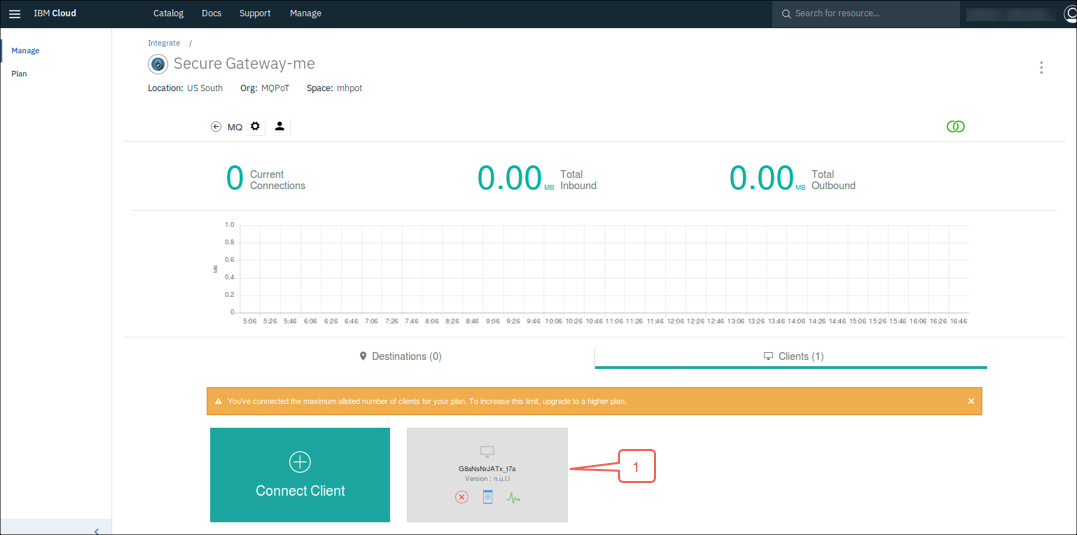 IBM Cloud Catalog Docs Support Manage Search for resource...
Manage
Plan
Integrate /
Secure Gateway-me
Location: US South Org: MQPoT Space: mhpot
MQ
0 Current Connections
0.00 MB Total Inbound
0.00 MB Total Outbound
1.0
0.8
0.6
0.4
0.2
0
MB
5:06 5:26 5:46 6:06 6:26 6:46 7:06 7:26 7:46 8:06 8:26 8:46 9:06 9:26 9:46 10:06 10:26 10:46 11:06 11:26 11:46 12:06 12:26 12:46 13:06 13:26 13:46 14:06 14:26 14:46 15:06 15:26 15:46 16:06 16:26 16:46
Destinations (0) Clients (1)
You've connected the maximum alloted number of clients for your plan. To increase this limit, upgrade to a higher plan.
Connect Client
G8aNsNrJATx_t7a
Version : n.u.l.l
1